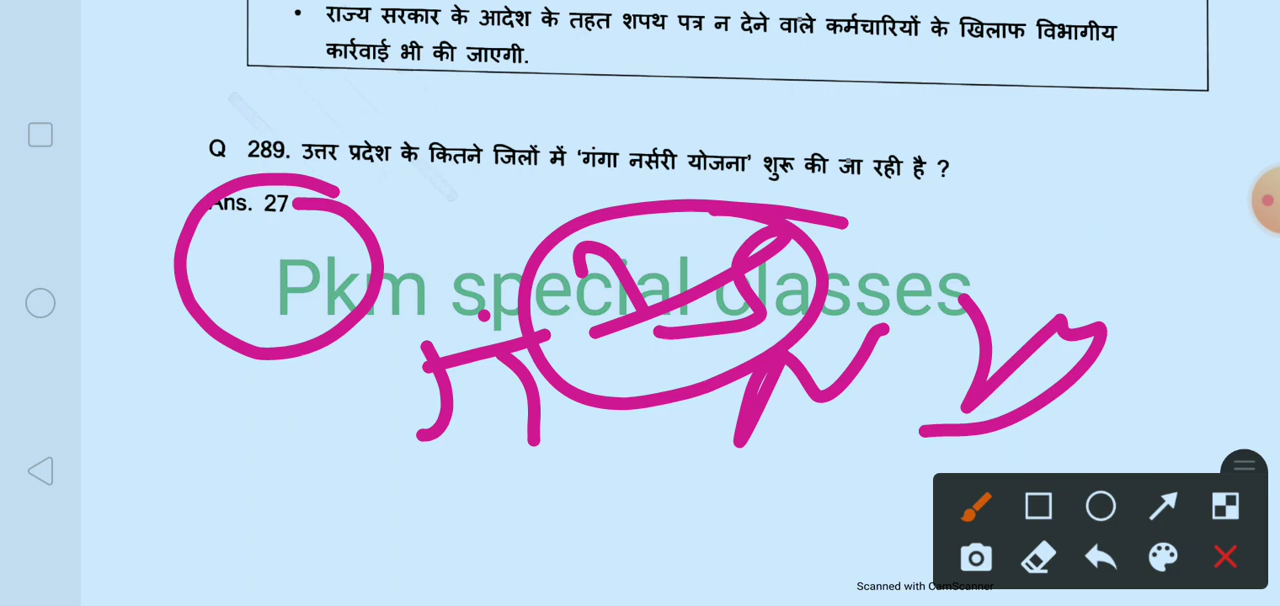 • राज्य सरकार के आदेश के तहत शपथ पत्र न देने वाले कर्मचारियों के खिलाफ विभागीय
कार्रवाई भी की जाएगी.
Q 289. उत्तर प्रदेश के कितने जिलों में 'गंगा नर्सरी योजना' शुरू की जा रही है ?
Ans. 27
Pkm special classes
Scanned with CamScanner